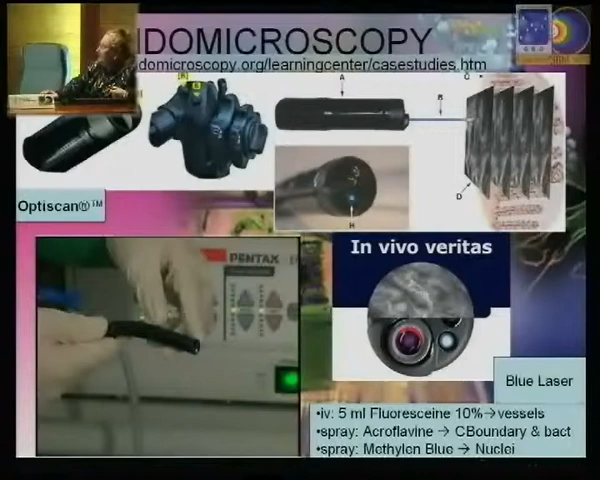 IDOMICROSCOPY
domicroscopy.org/learningcenter/casestudies.htm
A
B
C
D
H
Optiscan®™
PENTAX
In vivo veritas
Blue Laser
•iv: 5 ml Fluoresceine 10%→vessels
•spray: Acroflavine → CBoundary & bact
•spray: Methylen Blue → Nuclei